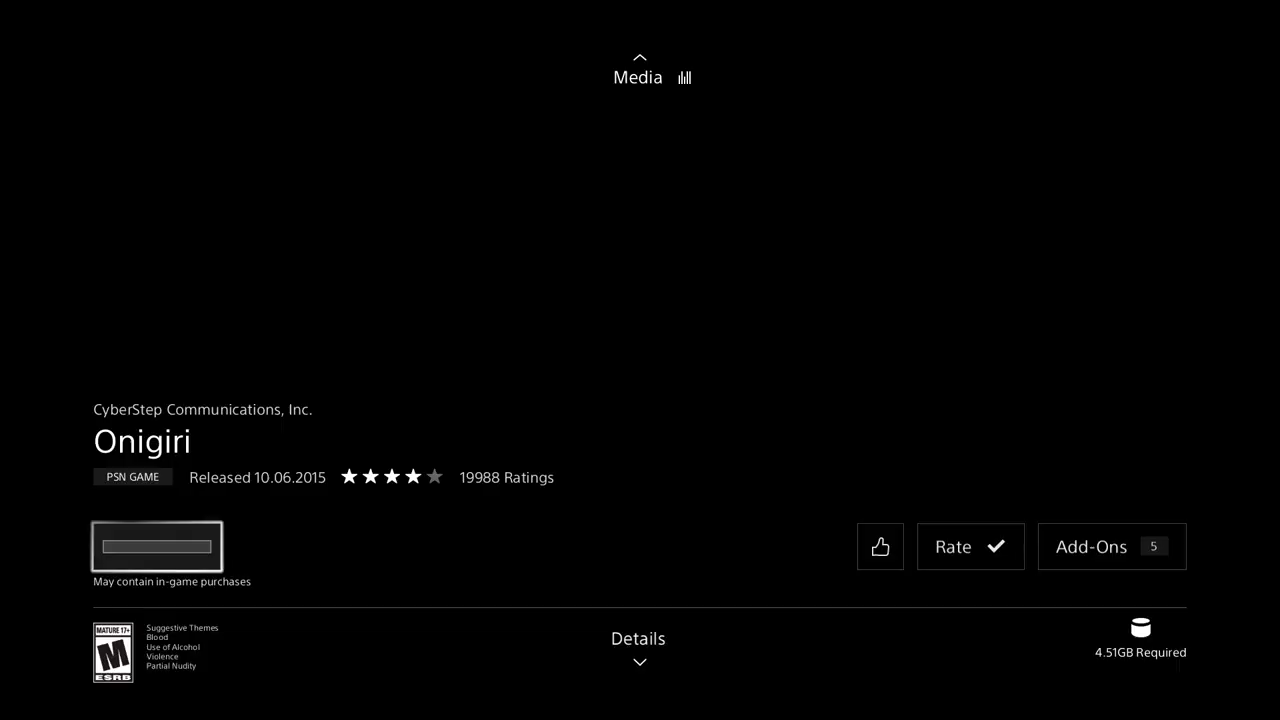 Media
CyberStep Communications, Inc.
Onigiri
PSN GAME Released 10.06.2015 19988 Ratings
Rate Add-Ons 5
May contain in-game purchases
MATURE 17+
M
ESRB
Suggestive Themes
Blood
Use of Alcohol
Violence
Partial Nudity
Details
4.51GB Required